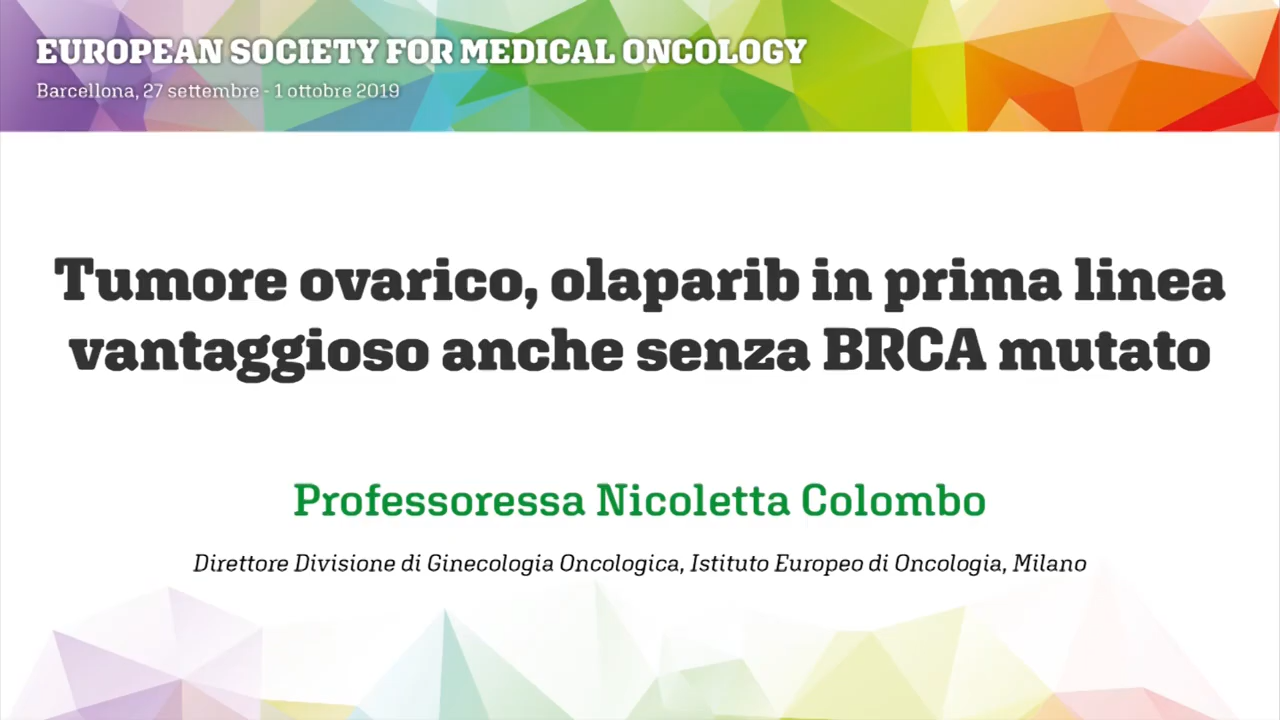 EUROPEAN SOCIETY FOR MEDICAL ONCOLOGY
Barcellona, 27 settembre - 1 ottobre 2019
Tumore ovarico, olaparib in prima linea
vantaggioso anche senza BRCA mutato
Professoressa Nicoletta Colombo
Direttore Divisione di Ginecologia Oncologica, Istituto Europeo di Oncologia, Milano